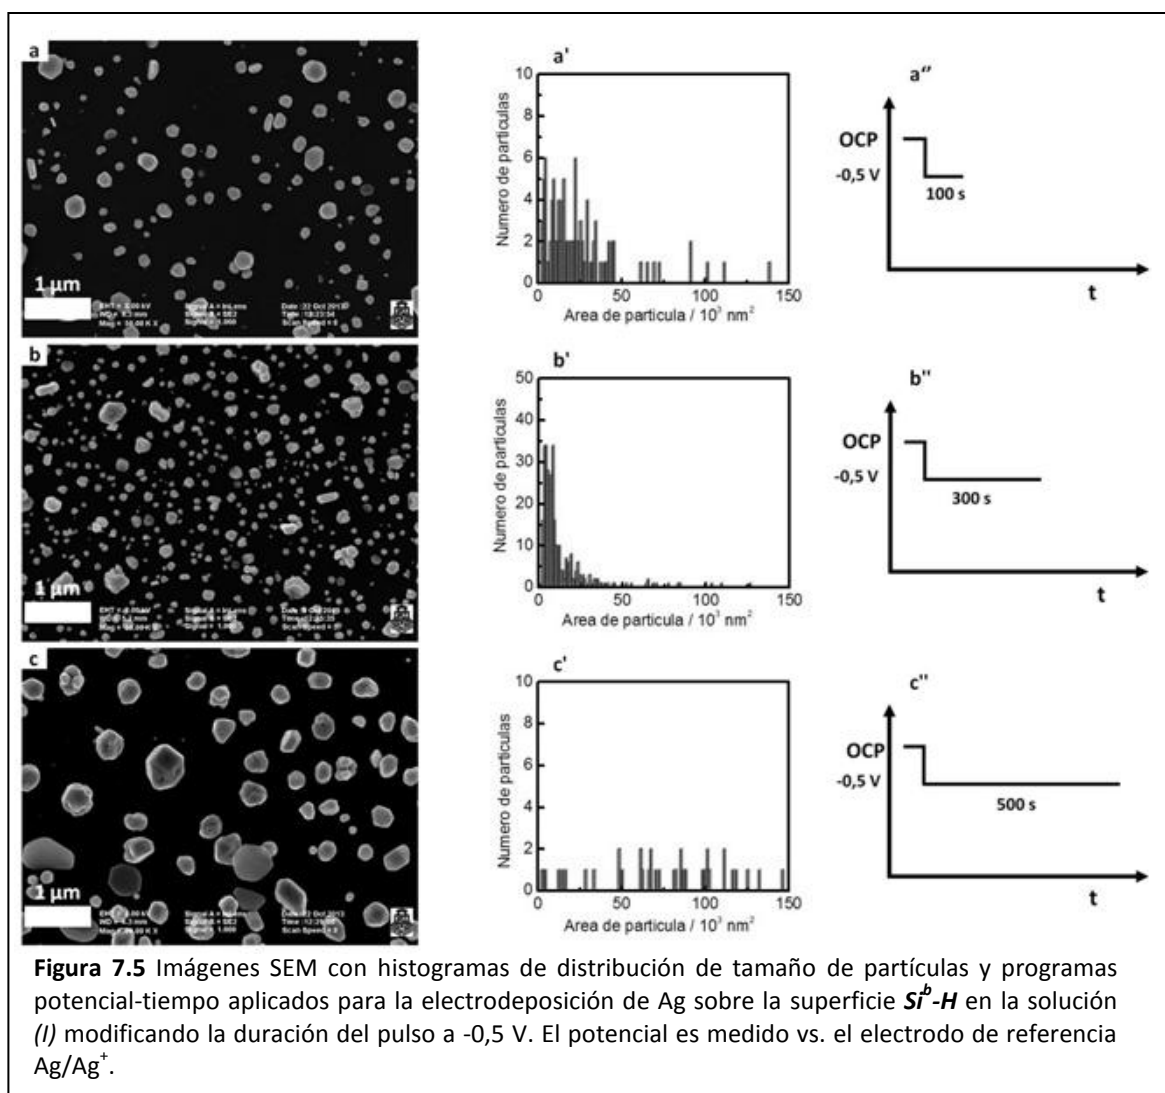 a
1 µm
a'
10
8
6
4
2
0
Numero de particulas
0 50 100 150
Area de particula / 10³ nm²
a''
OCP
-0,5 V
100 s
t
b
1 µm
b'
50
40
30
20
10
0
Numero de particulas
0 50 100 150
Area de particula / 10³ nm²
b''
OCP
-0,5 V
300 s
t
c
1 µm
c'
10
8
6
4
2
0
Numero de particulas
0 50 100 150
Area de particula / 10³ nm²
c''
OCP
-0,5 V
500 s
t
Figura 7.5 Imágenes SEM con histogramas de distribución de tamaño de partículas y programas
potencial-tiempo aplicados para la electrodeposición de Ag sobre la superficie Siᵇ-H en la solución
(I) modificando la duración del pulso a -0,5 V. El potencial es medido vs. el electrodo de referencia
Ag/Ag⁺.